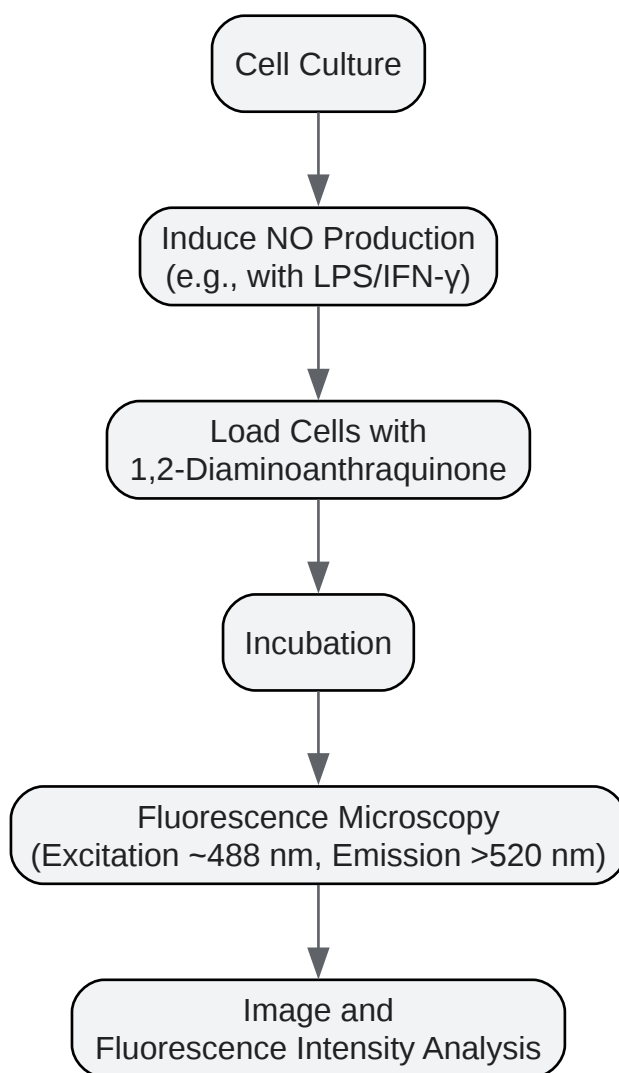 Cell Culture
Induce NO Production
(e.g., with LPS/IFN-γ)
Load Cells with
1,2-Diaminoanthraquinone
Incubation
Fluorescence Microscopy
(Excitation ~488 nm, Emission >520 nm)
Image and
Fluorescence Intensity Analysis